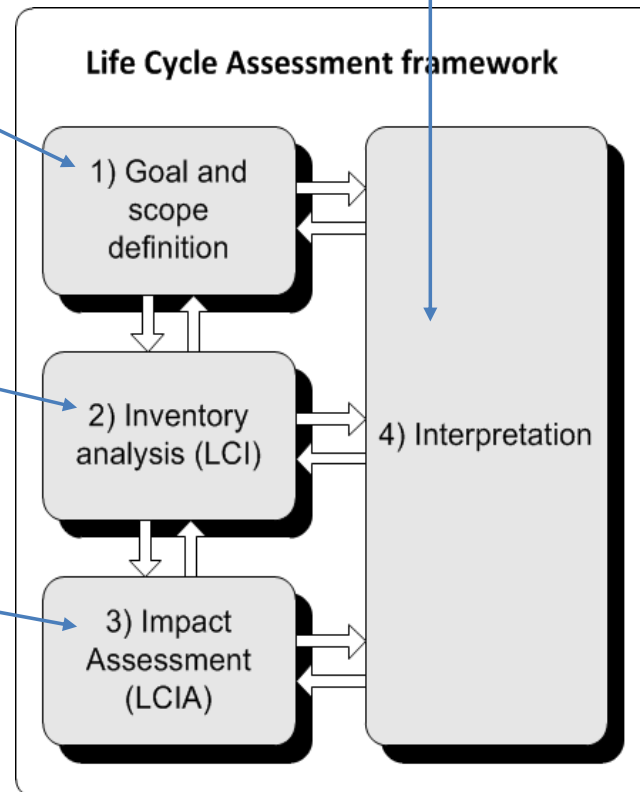 Life Cycle Assessment framework
1) Goal and
scope
definition
2) Inventory
analysis (LCI)
4) Interpretation
3) Impact
Assessment
(LCIA)